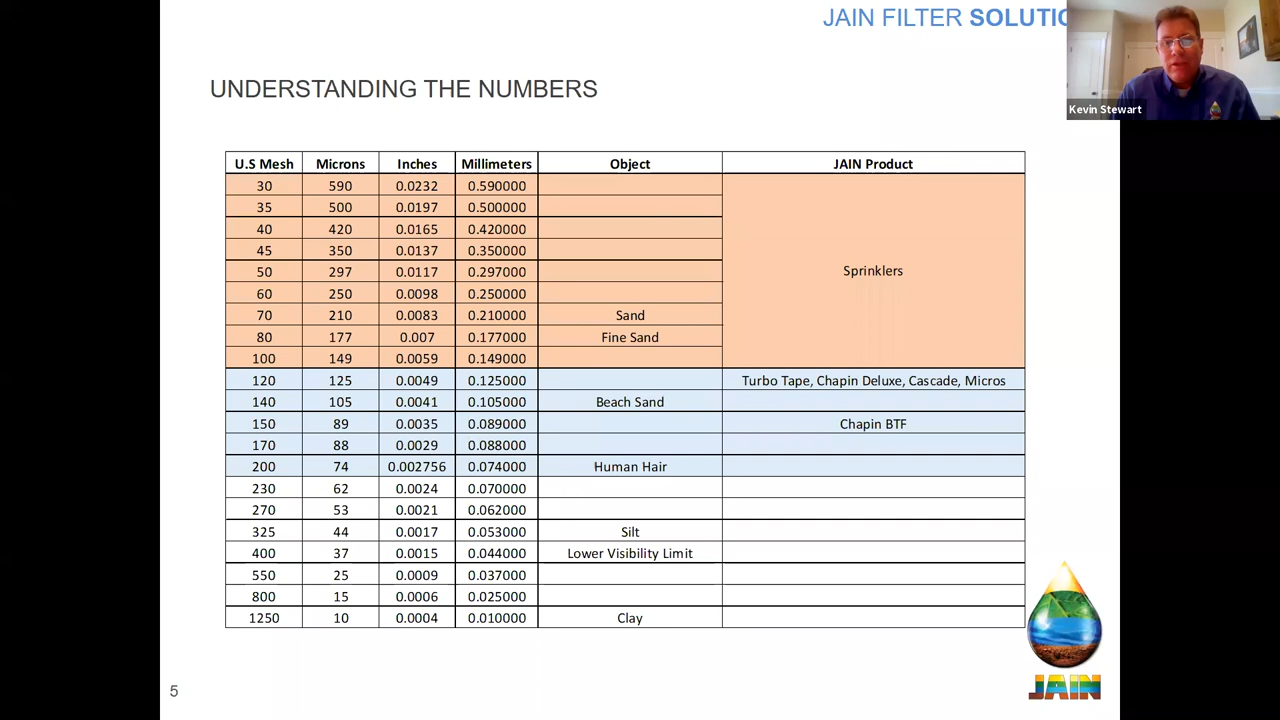 JAIN FILTER SOLUTIO
Kevin Stewart
UNDERSTANDING THE NUMBERS
U.S Mesh Microns Inches Millimeters Object JAIN Product
30 590 0.0232 0.590000
35 500 0.0197 0.500000
40 420 0.0165 0.420000
45 350 0.0137 0.350000
50 297 0.0117 0.297000 Sprinklers
60 250 0.0098 0.250000
70 210 0.0083 0.210000 Sand
80 177 0.007 0.177000 Fine Sand
100 149 0.0059 0.149000
120 125 0.0049 0.125000 Turbo Tape, Chapin Deluxe, Cascade, Micros
140 105 0.0041 0.105000 Beach Sand
150 89 0.0035 0.089000 Chapin BTF
170 88 0.0029 0.088000
200 74 0.002756 0.074000 Human Hair
230 62 0.0024 0.070000
270 53 0.0021 0.062000
325 44 0.0017 0.053000 Silt
400 37 0.0015 0.044000 Lower Visibility Limit
550 25 0.0009 0.037000
800 15 0.0006 0.025000
1250 10 0.0004 0.010000 Clay
JAIN
5